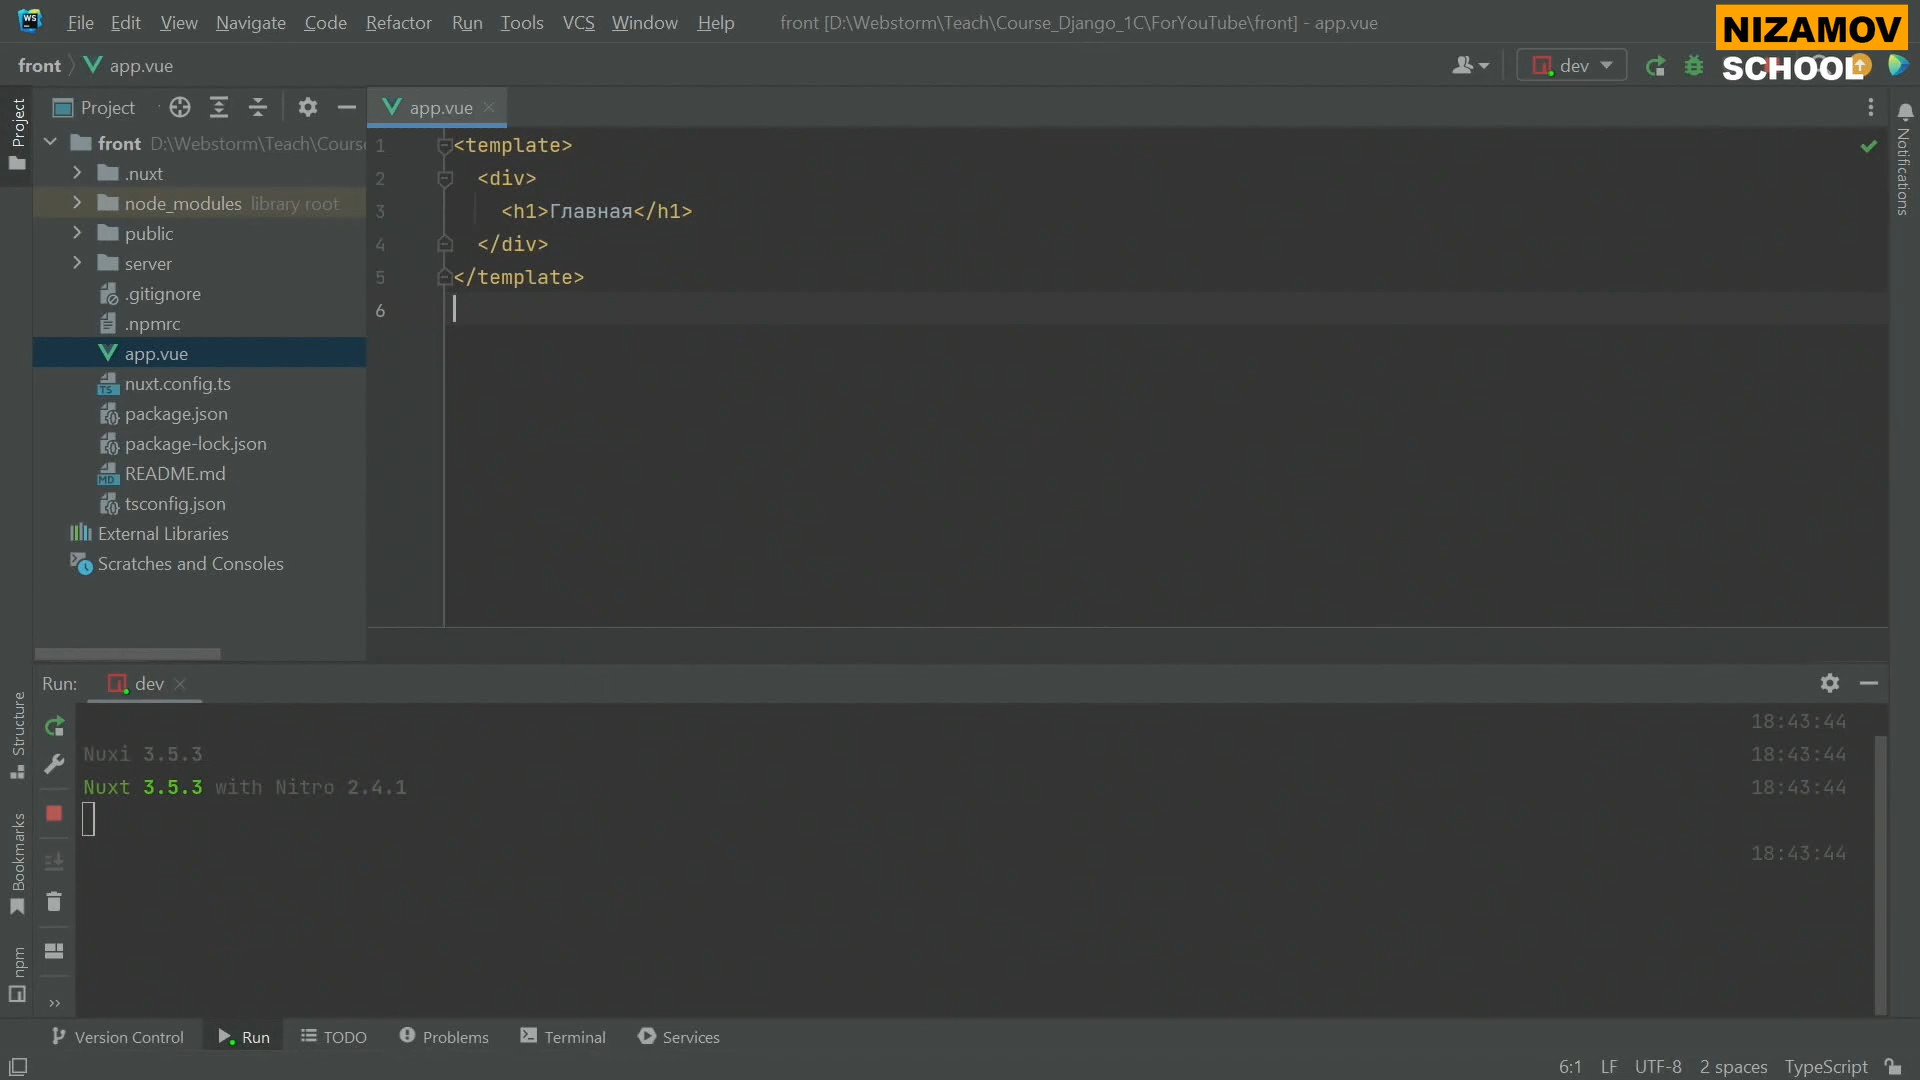 File Edit View Navigate Code Refactor Run Tools VCS Window Help front [D:\Webstorm\Teach\Course_Django_1C\ForYouTube\front] - app.vue
NIZAMOV
SCHOOL
front app.vue
dev
Project
app.vue
Project
front D:\Webstorm\Teach\Cours
.nuxt
node_modules library root
public
server
.gitignore
.npmrc
app.vue
nuxt.config.ts
package.json
package-lock.json
README.md
tsconfig.json
External Libraries
Scratches and Consoles
1 <template>
2 <div>
3 <h1>Главная</h1>
4 </div>
5 </template>
6
Notifications
Structure
Bookmarks
npm
Run: dev
18:43:44
Nuxi 3.5.3 18:43:44
Nuxt 3.5.3 with Nitro 2.4.1 18:43:44
18:43:44
Version Control Run TODO Problems Terminal Services
6:1 LF UTF-8 2 spaces TypeScript